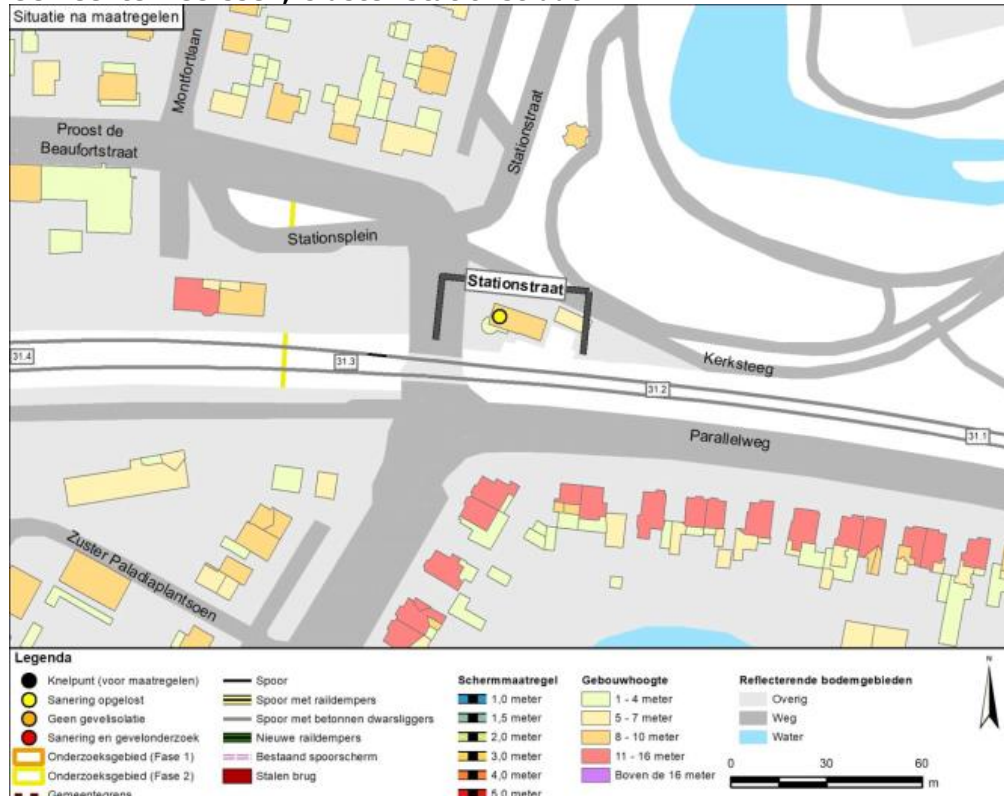 Situatie na maatregelen
Montfortlaan
Proost de
Beaufortstraat
Stationstraat
Stationsplein
Stationstraat
31.4
31.3
Kerksteeg
31.2
Parallelweg
31.1
Zuster Paladiaplantsoen
Legenda
Knelpunt (voor maatregelen)
Sanering opgelost
Geen gevelisolatie
Sanering en gevelonderzoek
Onderzoeksgebied (Fase 1)
Onderzoeksgebied (Fase 2)
Gemeentegrens
Spoor
Spoor met raildempers
Spoor met betonnen dwarsliggers
Nieuwe raildempers
Bestaand spoorscherm
Stalen brug
Schermmaatregel
1,0 meter
1,5 meter
2,0 meter
3,0 meter
4,0 meter
5,0 meter
Gebouwhoogte
1 - 4 meter
5 - 7 meter
8 - 10 meter
11 - 16 meter
Boven de 16 meter
Reflecterende bodemgebieden
Overig
Weg
Water
N
0 30 60
m